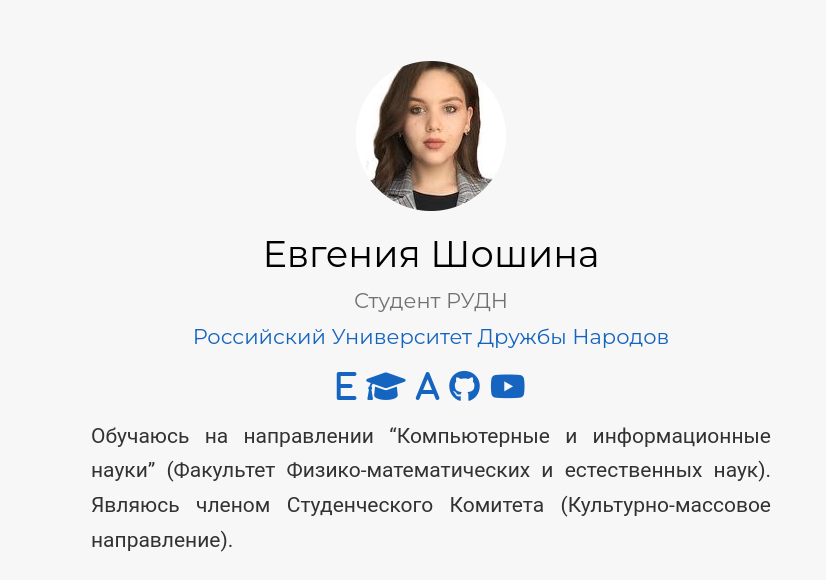 Евгения Шошина
Студент РУДН
Российский Университет Дружбы Народов
E A
Обучаюсь на направлении “Компьютерные и информационные
науки” (Факультет Физико-математических и естественных наук).
Являюсь членом Студенческого Комитета (Культурно-массовое
направление).